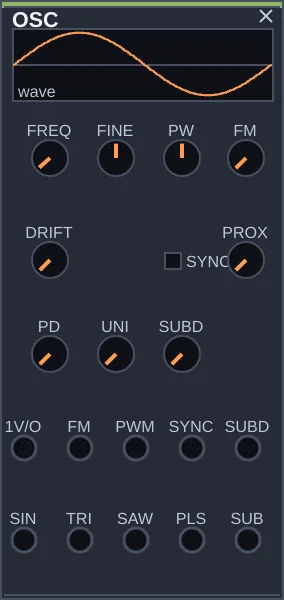 OSC
wave
FREQ FINE PW FM
DRIFT SYNC PROX
PD UNI SUBD
1V/O FM PWM SYNC SUBD
SIN TRI SAW PLS SUB